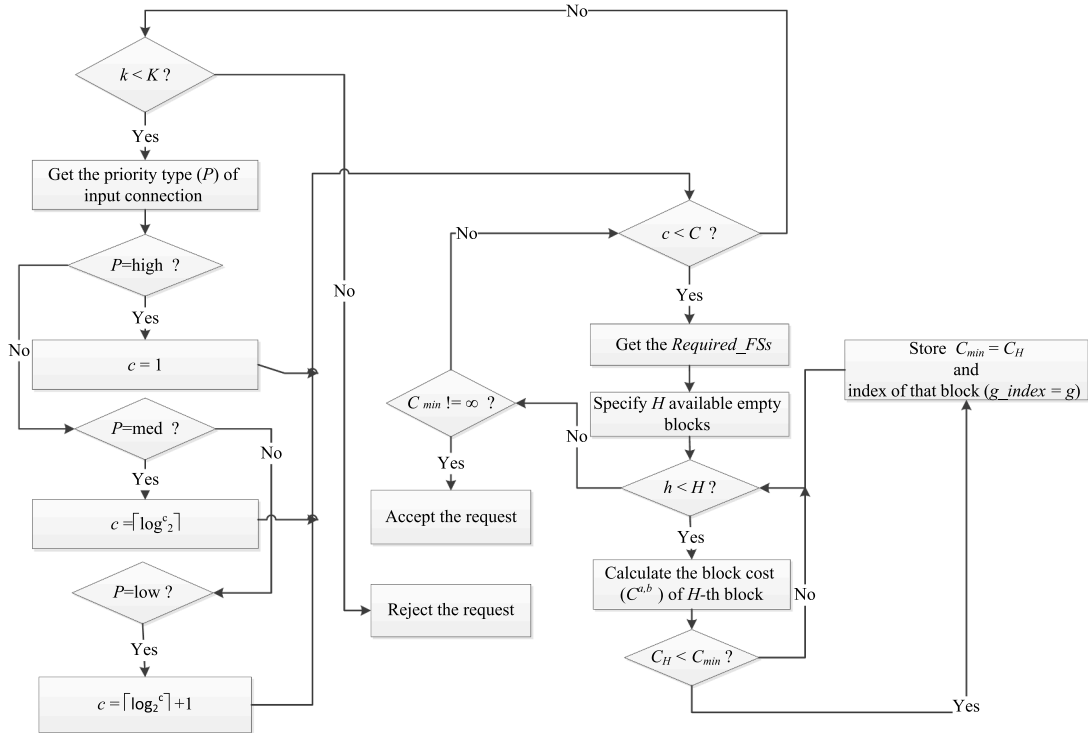 No
k < K ?
Yes
Get the priority type (P) of
input connection
P=high ?
Yes
No
c = 1
P=med ?
No
Yes
c =⌈log^c_2⌉
P=low ?
Yes
c =⌈log_2^c⌉+1
No
c < C ?
No
Yes
Get the Required_FSs
Specify H available empty
blocks
h < H ?
No
C min != ∞ ?
Yes
Accept the request
Reject the request
Yes
Calculate the block cost
(C^a,b ) of H-th block
C_H < C_min ?
No
Yes
Store C_min = C_H
and
index of that block (g_index = g)